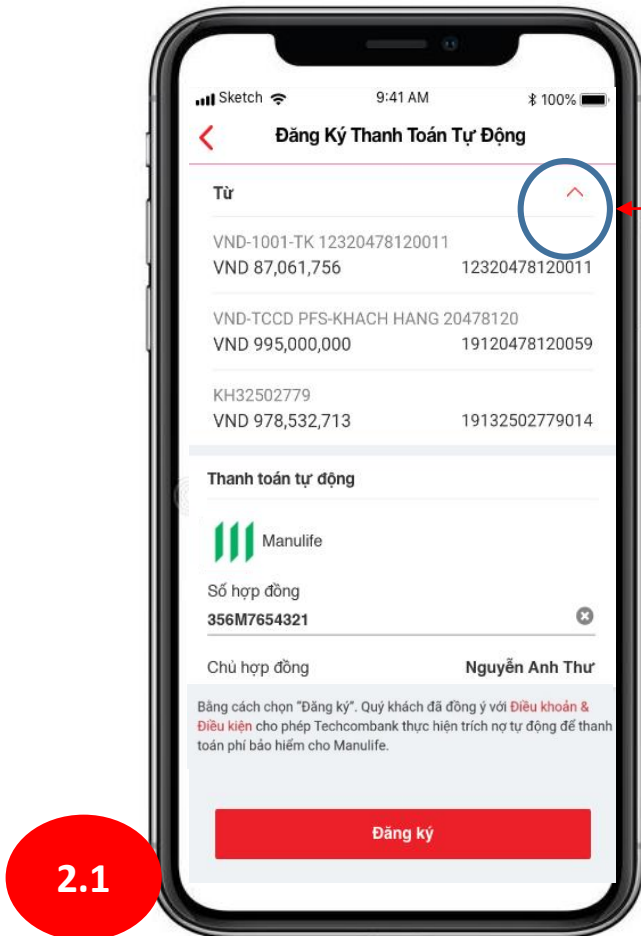 Sketch 9:41 AM 100%
Đăng Ký Thanh Toán Tự Động
Từ
VND-1001-TK 12320478120011
VND 87,061,756 12320478120011
VND-TCCD PFS-KHACH HANG 20478120
VND 995,000,000 19120478120059
KH32502779
VND 978,532,713 19132502779014
Thanh toán tự động
Manulife
Số hợp đồng
356M7654321
Chủ hợp đồng Nguyễn Anh Thư
Bằng cách chọn "Đăng ký". Quý khách đã đồng ý với Điều khoản &
Điều kiện cho phép Techcombank thực hiện trích nợ tự động để thanh
toán phí bảo hiểm cho Manulife.
Đăng ký
2.1